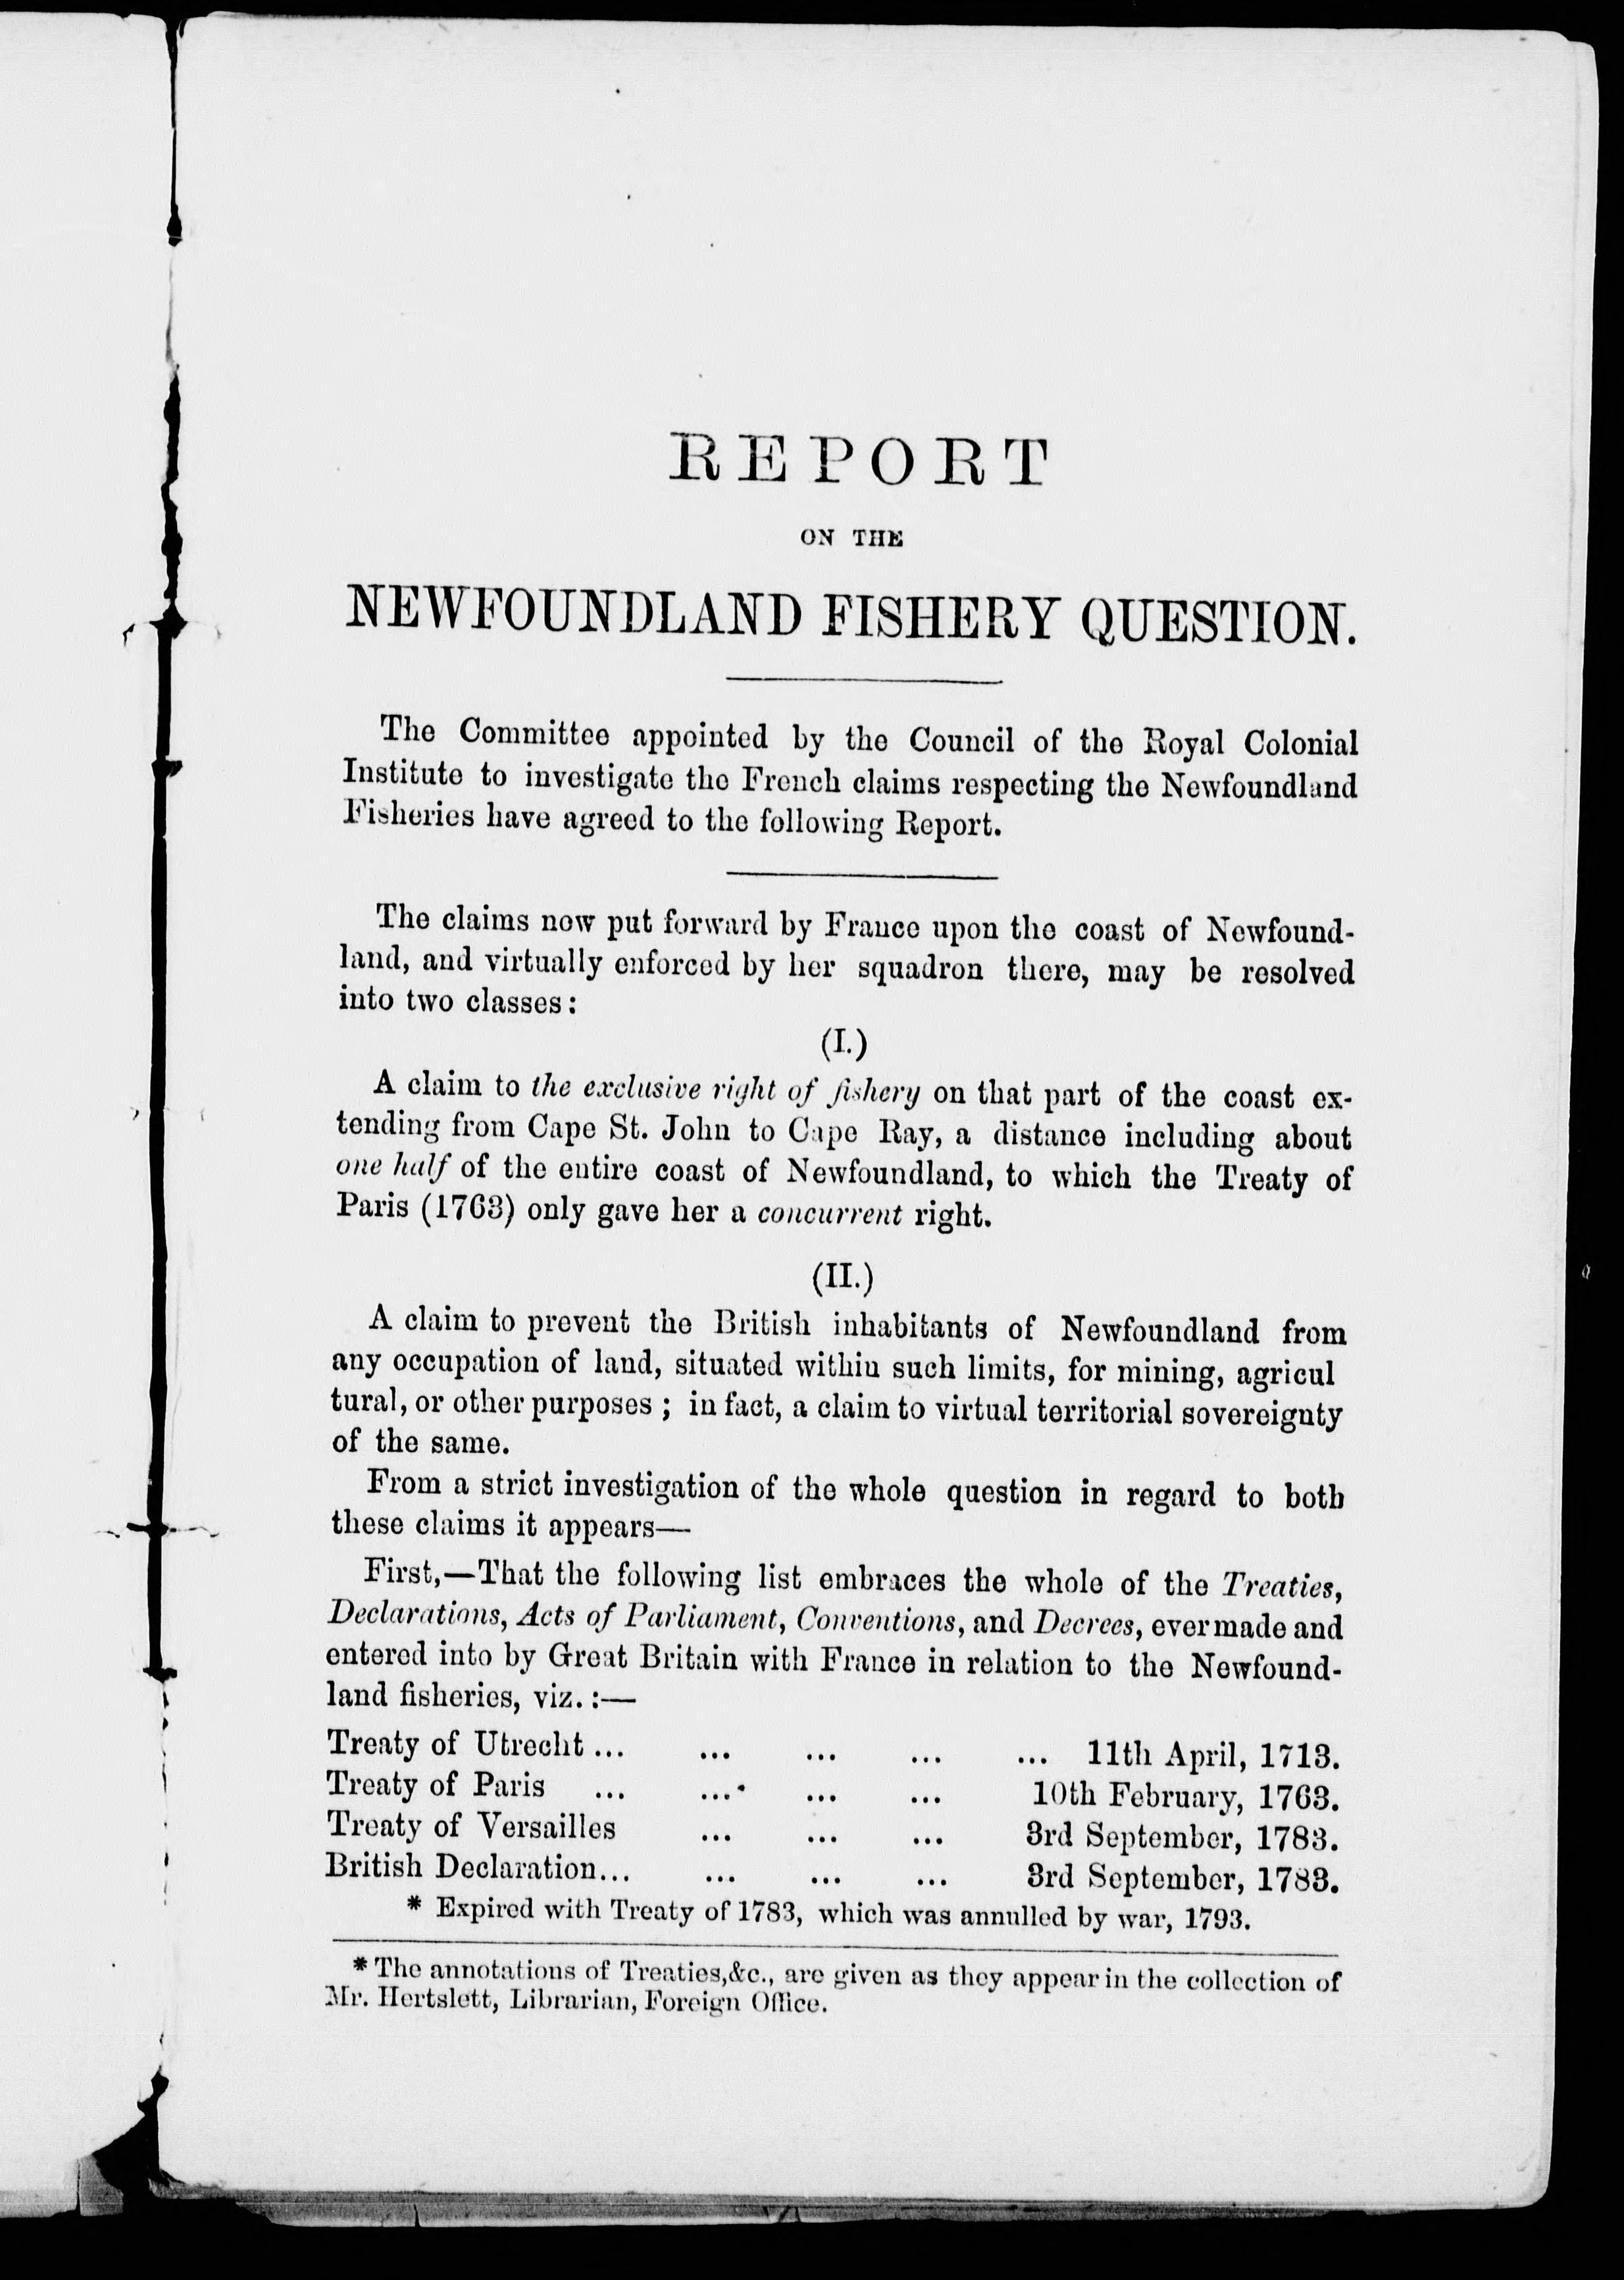 REPORT
ON THE
NEWFOUNDLAND FISHERY QUESTION.
The Committee appointed by the Council of the Royal Colonial
Institute to investigate the French claims respecting the Newfoundland
Fisheries have agreed to the following Report.
The claims now put forward by France upon the coast of Newfound-
land, and virtually enforced by her squadron there, may be resolved
into two classes:
(I.)
A claim to the exclusive right of fishery on that part of the coast ex-
tending from Cape St. John to Cape Ray, a distance including about
one half of the entire coast of Newfoundland, to which the Treaty of
Paris (1763) only gave her a concurrent right.
(II.)
A claim to prevent the British inhabitants of Newfoundland from
any occupation of land, situated within such limits, for mining, agricul
tural, or other purposes ; in fact, a claim to virtual territorial sovereignty
of the same.
From a strict investigation of the whole question in regard to both
these claims it appears—
First,—That the following list embraces the whole of the Treaties,
Declarations, Acts of Parliament, Conventions, and Decrees, ever made and
entered into by Great Britain with France in relation to the Newfound-
land fisheries, viz. :—
Treaty of Utrecht ... ... ... ... ... 11th April, 1713.
Treaty of Paris ... ... ... ... 10th February, 1763.
Treaty of Versailles ... ... ... 3rd September, 1783.
British Declaration... ... ... ... 3rd September, 1783.
* Expired with Treaty of 1783, which was annulled by war, 1793.
* The annotations of Treaties,&c., are given as they appear in the collection of
Mr. Hertslett, Librarian, Foreign Office.